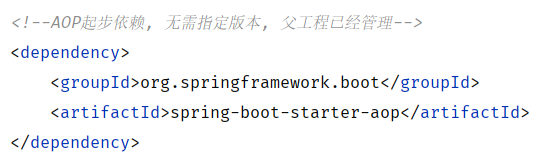 <!--AOP起步依赖, 无需指定版本, 父工程已经管理-->
<dependency>
    <groupId>org.springframework.boot</groupId>
    <artifactId>spring-boot-starter-aop</artifactId>
</dependency>